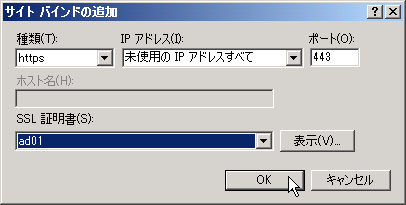 サイト バインドの追加
種類(T): IP アドレス(I): ポート(O):
https 未使用の IP アドレスすべて 443
ホスト名(H):
SSL 証明書(S):
ad01 表示(V)...
OK キャンセル